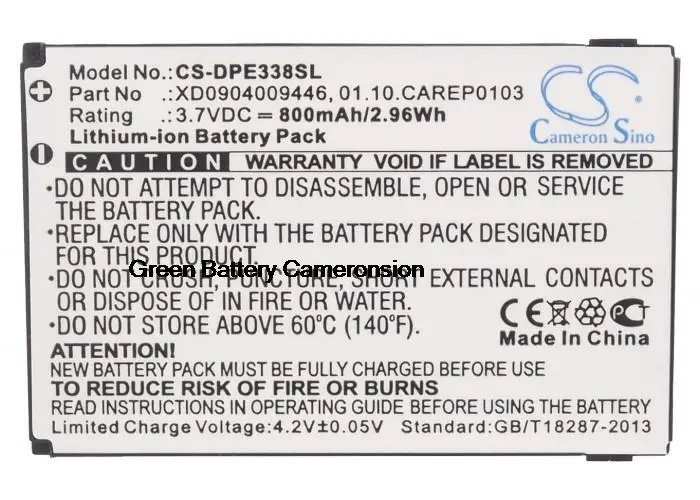 Model No.:CS-DPE338SL
Part No :XD0904009446, 01.10.CAREP0103
Rating :3.7VDC = 800mAh/2.96Wh
Lithium-ion Battery Pack
CS
Cameron Sino
CAUTION WARRANTY VOID IF LABEL IS REMOVED
•DO NOT ATTEMPT TO DISASSEMBLE, OPEN OR SERVICE
THE BATTERY PACK.
•REPLACE ONLY WITH THE BATTERY PACK DESIGNATED
FOR THIS PRODUCT.
Green Battery Cameronsion
•DO NOT CRUSH, PUNCTURE, SHORT EXTERNAL CONTACTS
OR DISPOSE OF IN FIRE OR WATER.
•DO NOT STORE ABOVE 60°C (140°F).
CE
PCT
Made In China
ATTENTION!
NEW BATTERY PACK MUST BE FULLY CHARGED BEFORE USE
TO REDUCE RISK OF FIRE OR BURNS
READ OPERATING GUIDE BEFORE OPERATING BATTERY
Limited Charge Voltage:4.2V±0.05V Standard:GB/T18287-2013